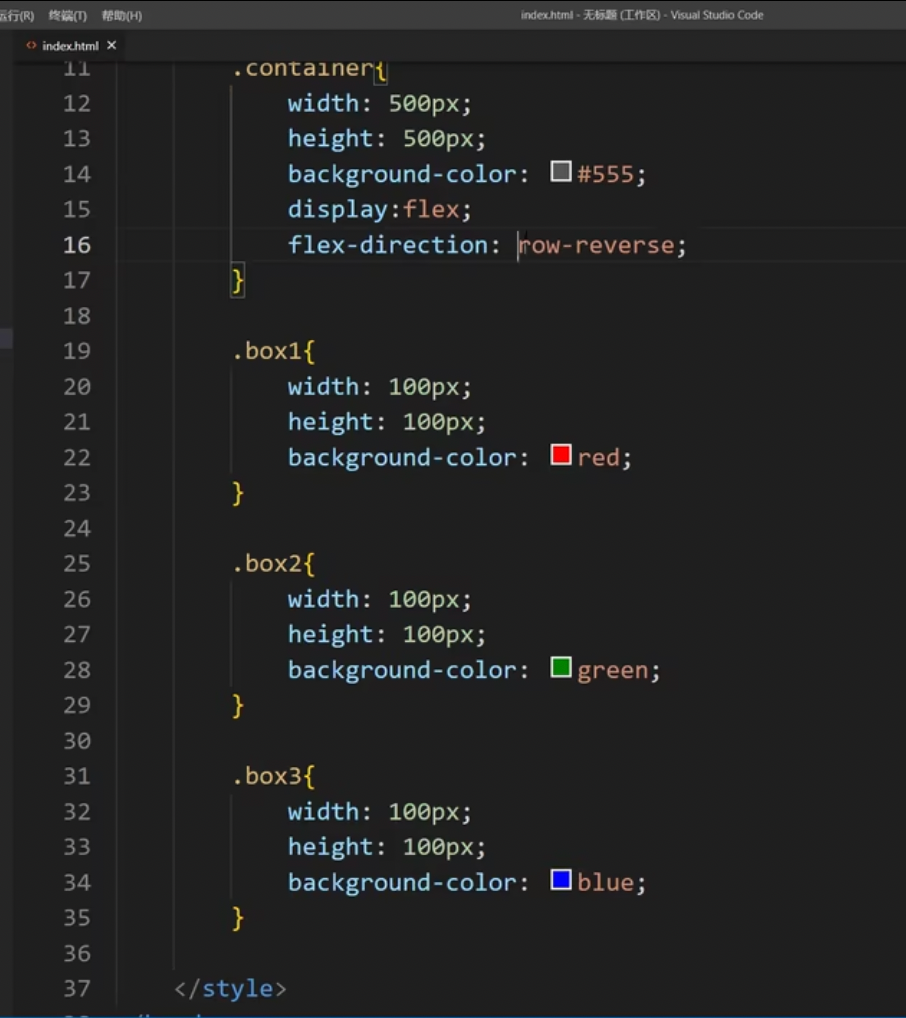 运行(R) 终端(T) 帮助(H) index.html - 无标题 (工作区) - Visual Studio Code
index.html
11 .container{
12 width: 500px;
13 height: 500px;
14 background-color: #555;
15 display:flex;
16 flex-direction: row-reverse;
17 }
18
19 .box1{
20 width: 100px;
21 height: 100px;
22 background-color: red;
23 }
24
25 .box2{
26 width: 100px;
27 height: 100px;
28 background-color: green;
29 }
30
31 .box3{
32 width: 100px;
33 height: 100px;
34 background-color: blue;
35 }
36
37 </style>